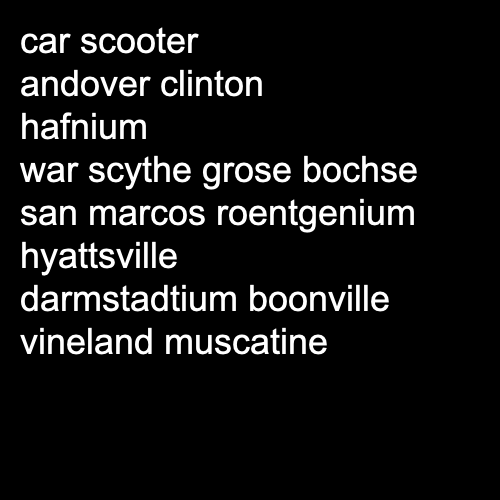 car scooter
andover clinton
hafnium
war scythe grose bochse
san marcos roentgenium
hyattsville
darmstadtium boonville
vineland muscatine